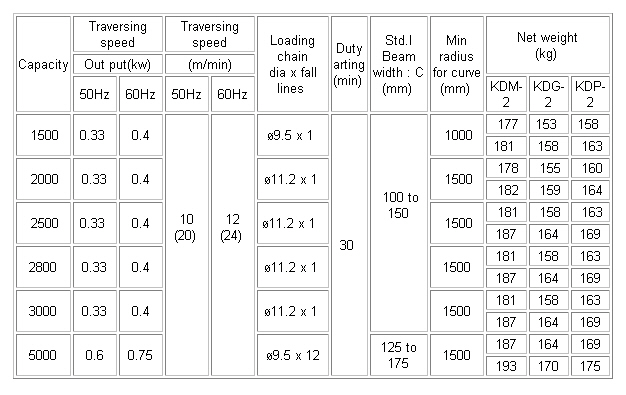 Capacity
Traversing
speed
Out put(kw)
50Hz 60Hz
Traversing
speed
(m/min)
50Hz 60Hz
Loading
chain
dia x fall
lines
Duty
arting
(min)
Std.I
Beam
width : C
(mm)
Min
radius
for curve
(mm)
Net weight
(kg)
KDM-
2
KDG-
2
KDP-
2
1500 0.33 0.4 ø9.5 x 1 1000 177 153 158
181 158 163
2000 0.33 0.4 ø11.2 x 1 1500 178 155 160
182 159 164
100 to
150
2500 0.33 0.4 10
(20)
12
(24)
ø11.2 x 1 1500 181 158 163
187 164 169
30
2800 0.33 0.4 ø11.2 x 1 1500 181 158 163
187 164 169
3000 0.33 0.4 ø11.2 x 1 1500 181 158 163
187 164 169
5000 0.6 0.75 ø9.5 x 12 125 to
175
1500 187 164 169
193 170 175